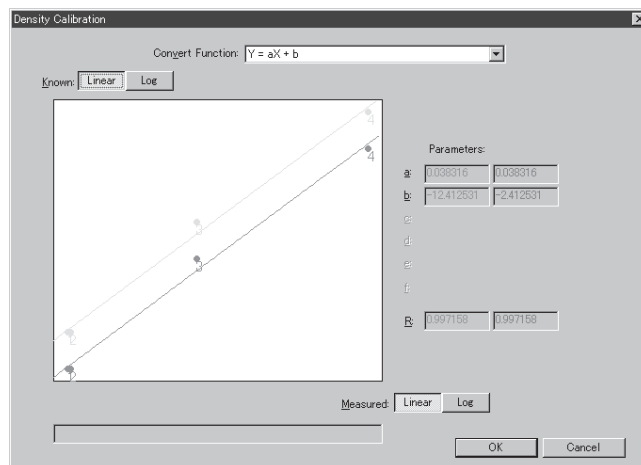 Density Calibration
Convert Function: Y = aX + b
Known: Linear Log
4
4
3
3
2
2
Parameters:
a: 0.038316 0.038316
b: -12.412531 -2.412531
c:
d:
e:
f:
R: 0.997158 0.997158
Measured: Linear Log
OK Cancel